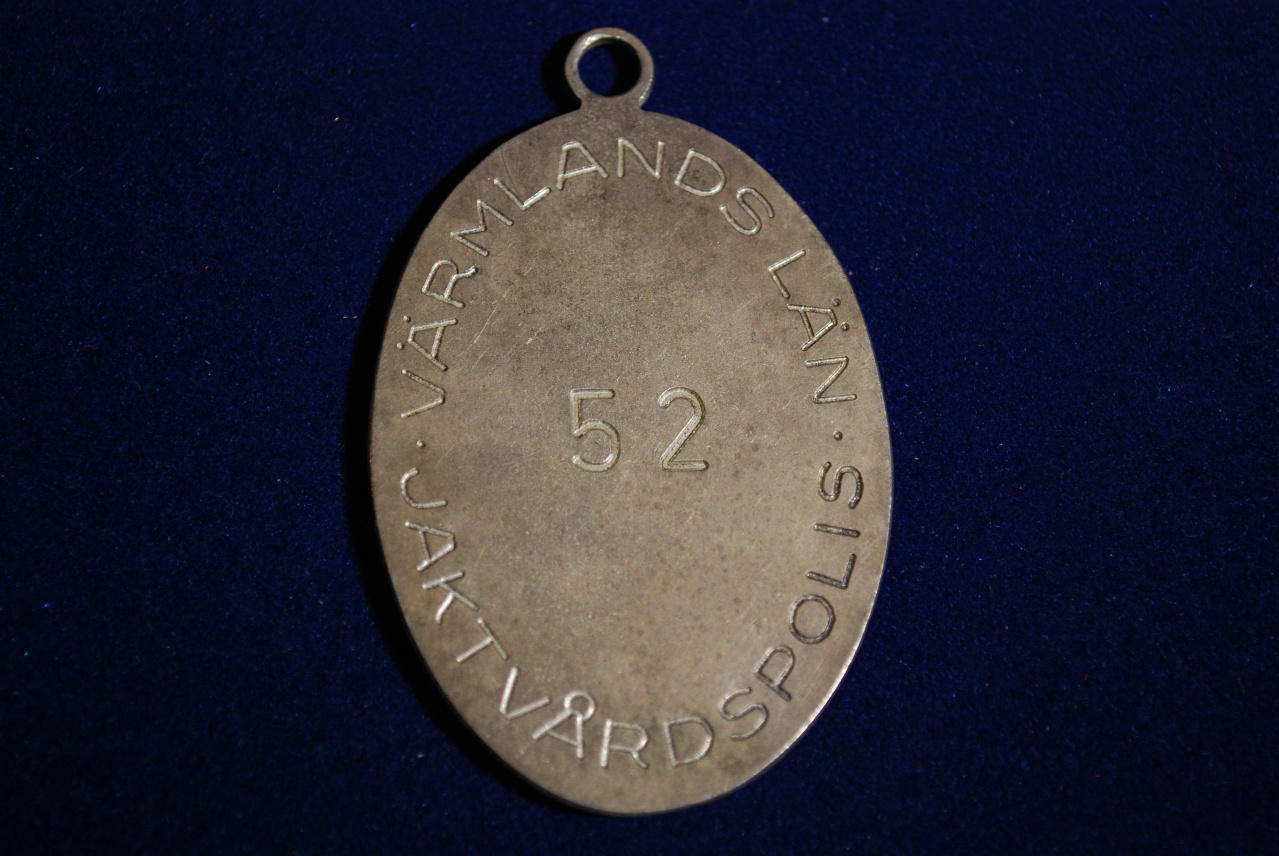 VÄRMLANDS LÄN
52
· JAKTVÅRDSPOLIS ·